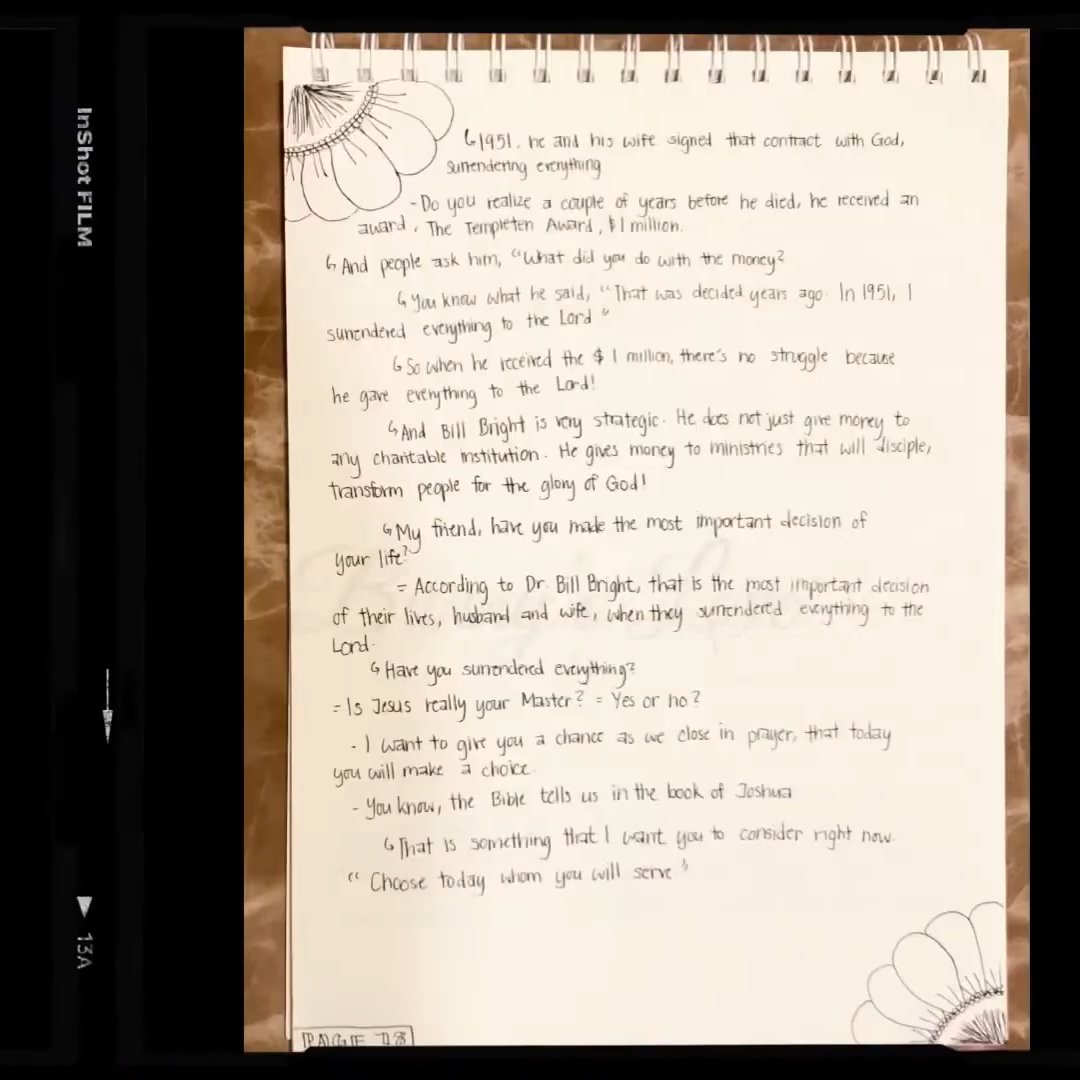 InShot FILM
13A
1951, he and his wife signed that contract with God,
surrendering everything
- Do you realize a couple of years before he died, he received an
award, The Templeten Award, $1 million.
And people ask him, "What did you do with the money?
You know what he said, "That was decided years ago. In 1951, I
surrendered everything to the Lord"
So when he received the $ 1 million, there's no struggle because
he gave everything to the Lord!
And Bill Bright is very strategic. He does not just give money to
any charitable institution. He gives money to ministries that will disciple,
transform people for the glory of God!
My friend, have you made the most important decision of
your life?
= According to Dr. Bill Bright, that is the most important decision
of their lives, husband and wife, when they surrendered everything to the
Lord.
Have you surrendered everything?
= Is Jesus really your Master? = Yes or no?
- I want to give you a chance as we close in prayer, that today
you will make a choice.
- You know, the Bible tells us in the book of Joshua
That is something that I want you to consider right now.
"Choose today whom you will serve"
PAGE 18